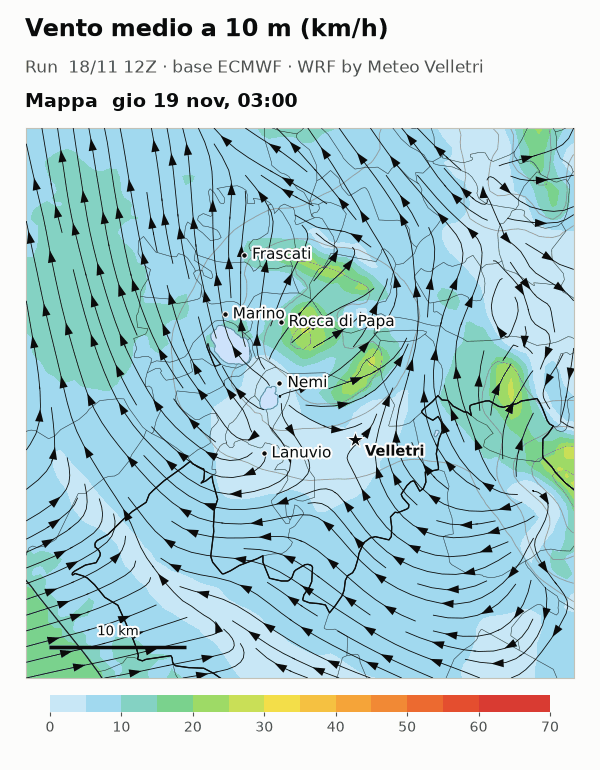 Vento medio a 10 m (km/h)
Run  18/11 12Z · base ECMWF · WRF by Meteo Velletri
Mappa  gio 19 nov, 03:00
Frascati
Marino
Rocca di Papa
Nemi
Velletri
Lanuvio
10 km
0 10 20 30 40 50 60 70